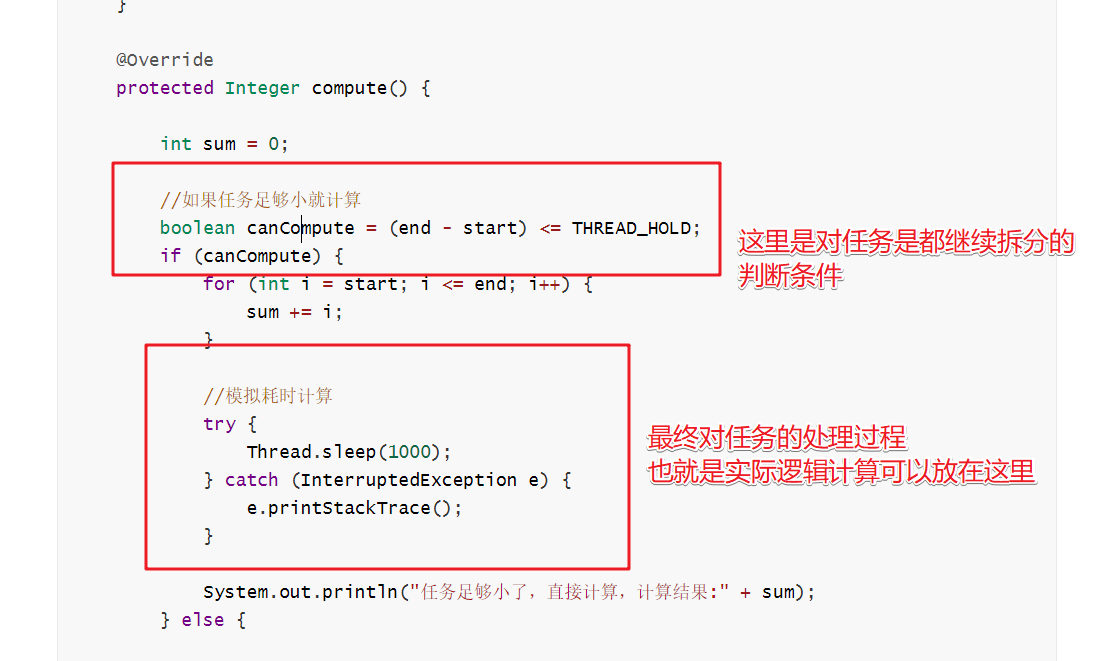 }
@Override
protected Integer compute() {
int sum = 0;
//如果任务足够小就计算
boolean canCompute = (end - start) <= THREAD_HOLD;
if (canCompute) {
这里是对任务是都继续拆分的
判断条件
for (int i = start; i <= end; i++) {
sum += i;
}
//模拟耗时计算
try {
Thread.sleep(1000);
最终对任务的处理过程
也就是实际逻辑计算可以放在这里
} catch (InterruptedException e) {
e.printStackTrace();
}
System.out.println("任务足够小了，直接计算，计算结果:" + sum);
} else {